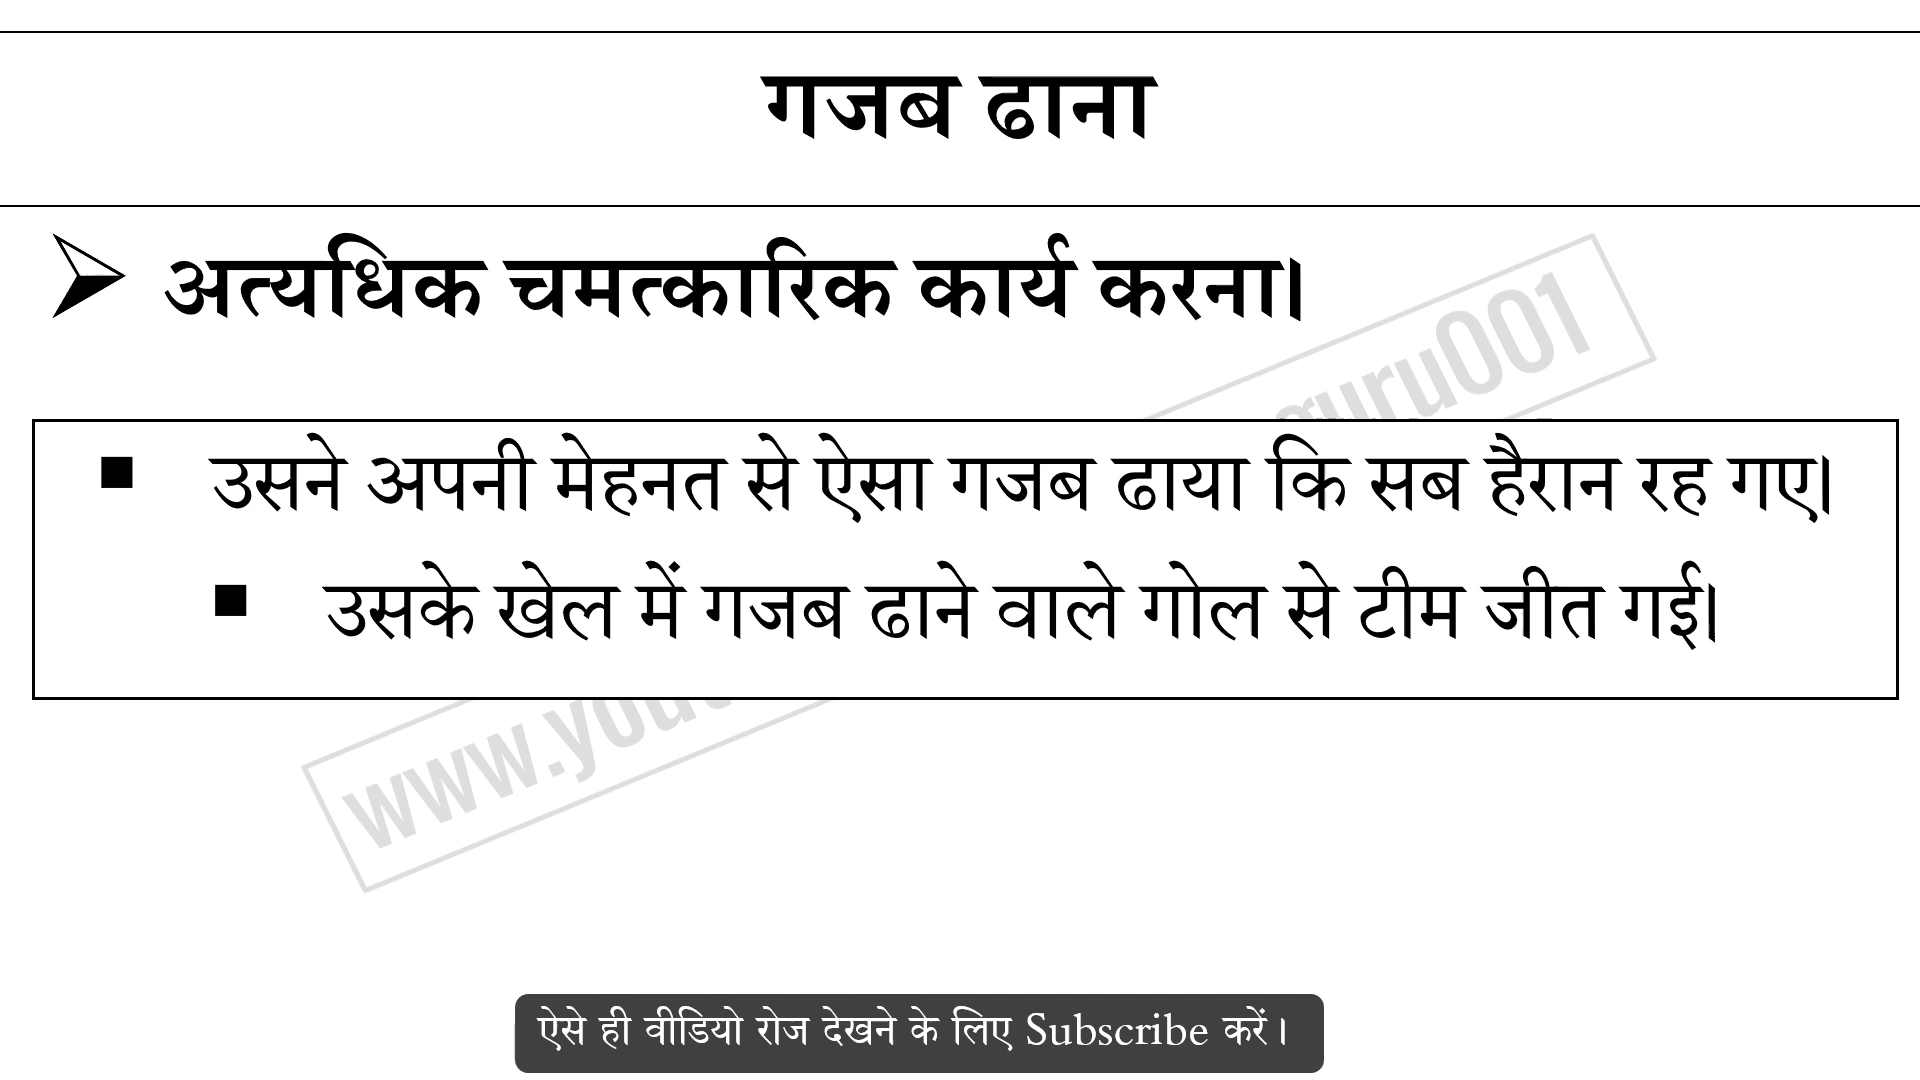 गजब ढाना
अत्यधिक चमत्कारिक कार्य करना।
guru001
उसने अपनी मेहनत से ऐसा गजब ढाया कि सब हैरान रह गए।
उसके खेल में गजब ढाने वाले गोल से टीम जीत गई।
ऐसे ही वीडियो रोज देखने के लिए Subscribe करें।